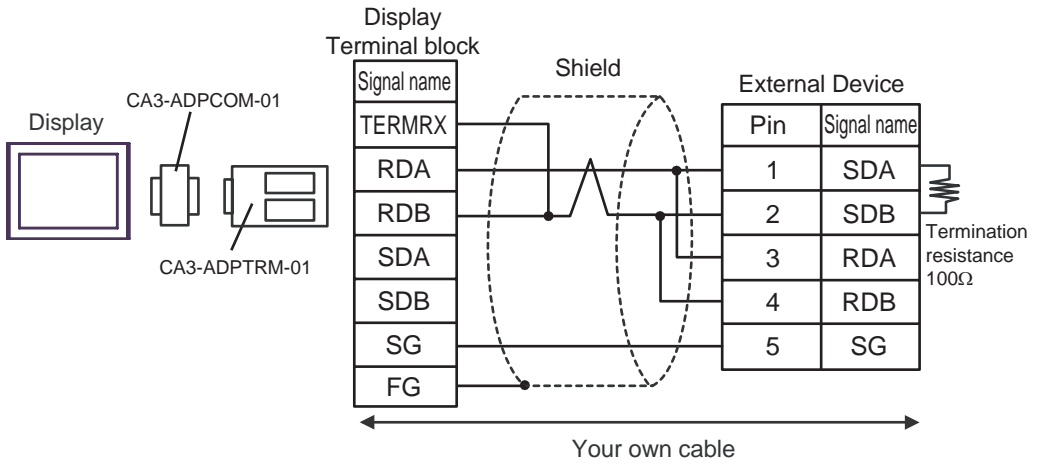 Display
Terminal block
Shield
External Device
CA3-ADPCOM-01
Display
CA3-ADPTRM-01
Signal name
TERMRX
RDA
RDB
SDA
SDB
SG
FG
Pin Signal name
1 SDA
2 SDB
3 RDA
4 RDB
5 SG
Termination
resistance
100Ω
Your own cable